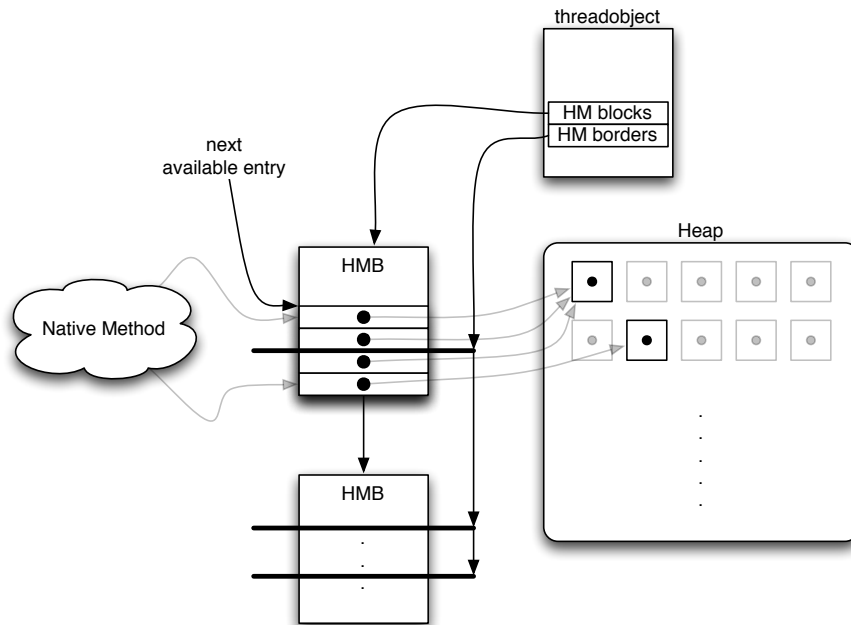 threadobject
HM blocks
HM borders
next
available entry
Heap
HMB
Native Method
HMB